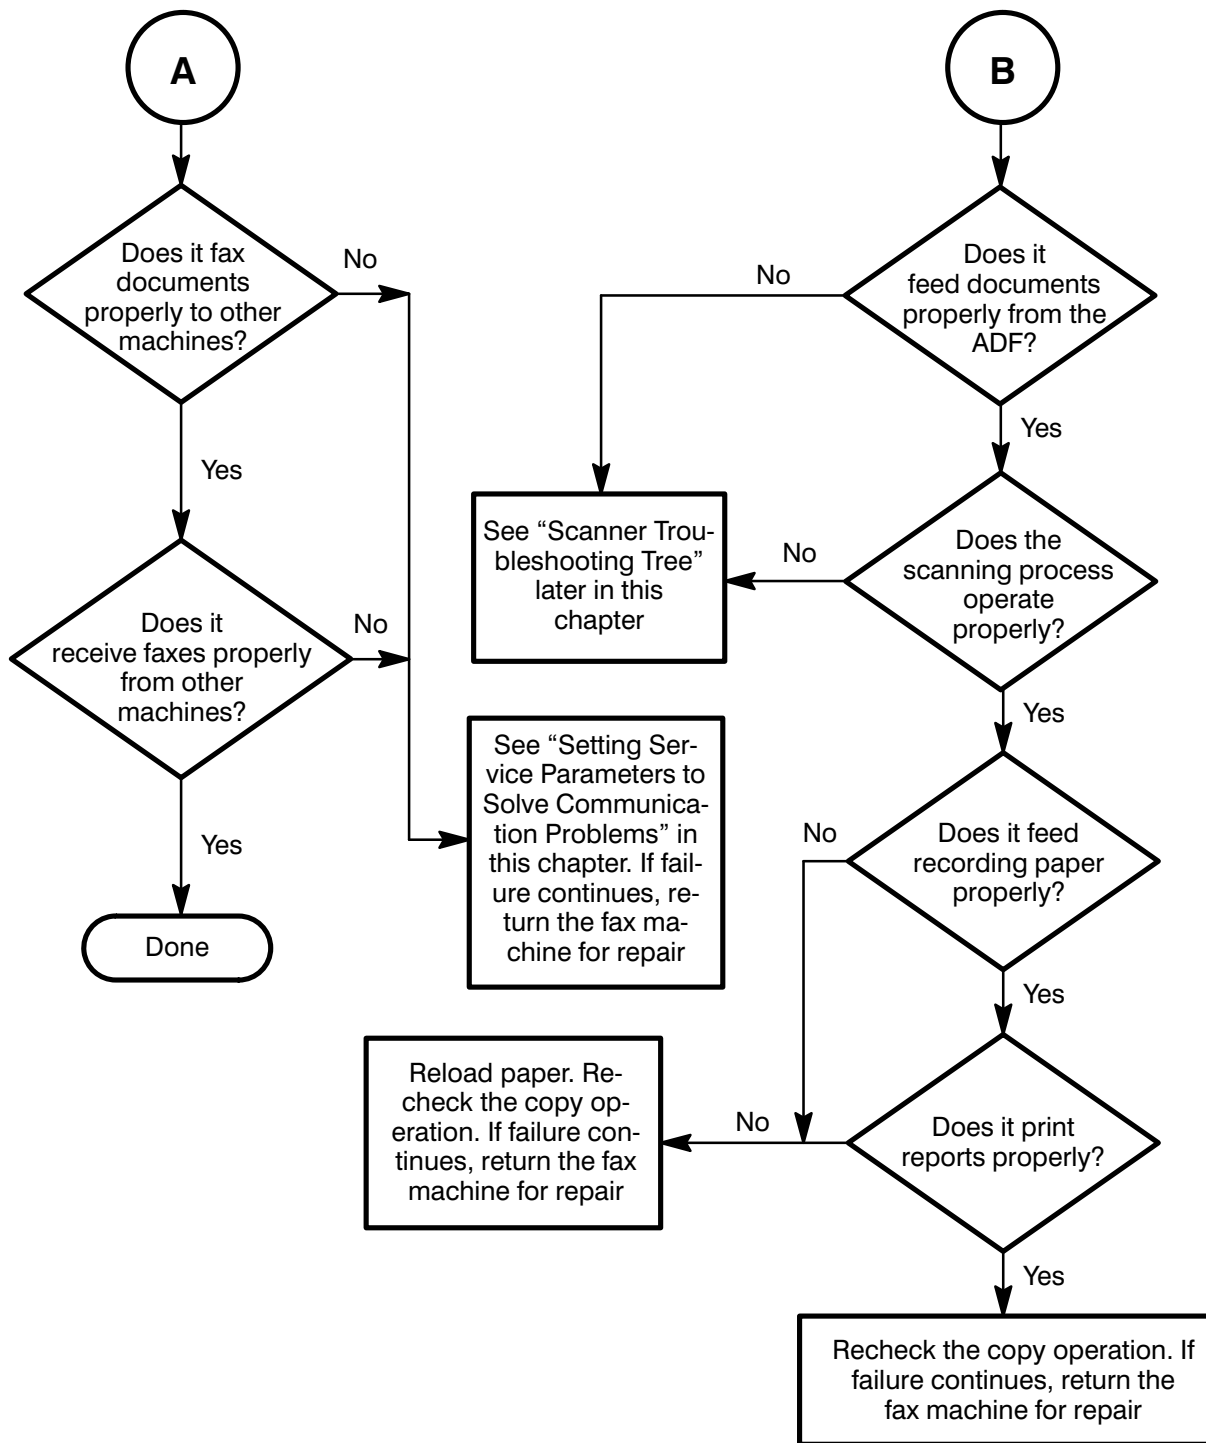 A
Does it fax
documents
properly to other
machines?
No
Yes
Does it
receive faxes properly
from other
machines?
No
Yes
Done
See “Setting Ser-
vice Parameters to
Solve Communica-
tion Problems” in
this chapter. If fail-
ure continues, re-
turn the fax ma-
chine for repair
B
Does it
feed documents
properly from the
ADF?
No
Yes
See “Scanner Trou-
bleshooting Tree”
later in this
chapter
Does the
scanning process
operate
properly?
No
Yes
Does it feed
recording paper
properly?
No
Yes
Does it print
reports properly?
No
Reload paper. Re-
check the copy op-
eration. If failure con-
tinues, return the fax
machine for repair
Yes
Recheck the copy operation. If
failure continues, return the
fax machine for repair